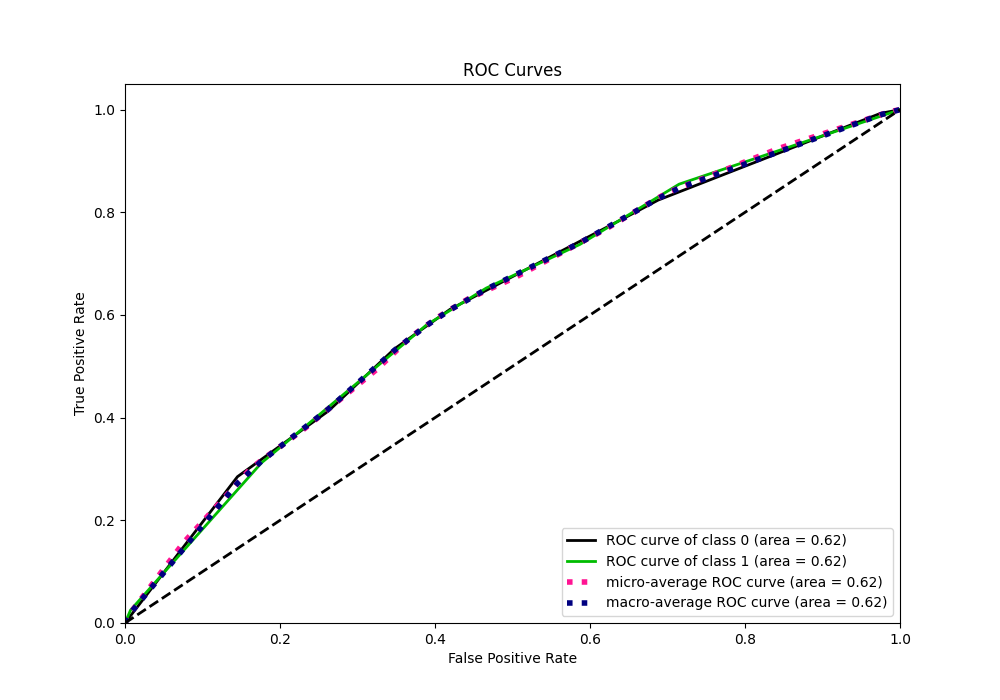 ROC Curves
1.0
0.8
0.6
0.4
0.2
0.0
True Positive Rate
ROC curve of class 0 (area = 0.62)
ROC curve of class 1 (area = 0.62)
micro-average ROC curve (area = 0.62)
macro-average ROC curve (area = 0.62)
0.0 0.2 0.4 0.6 0.8 1.0
False Positive Rate